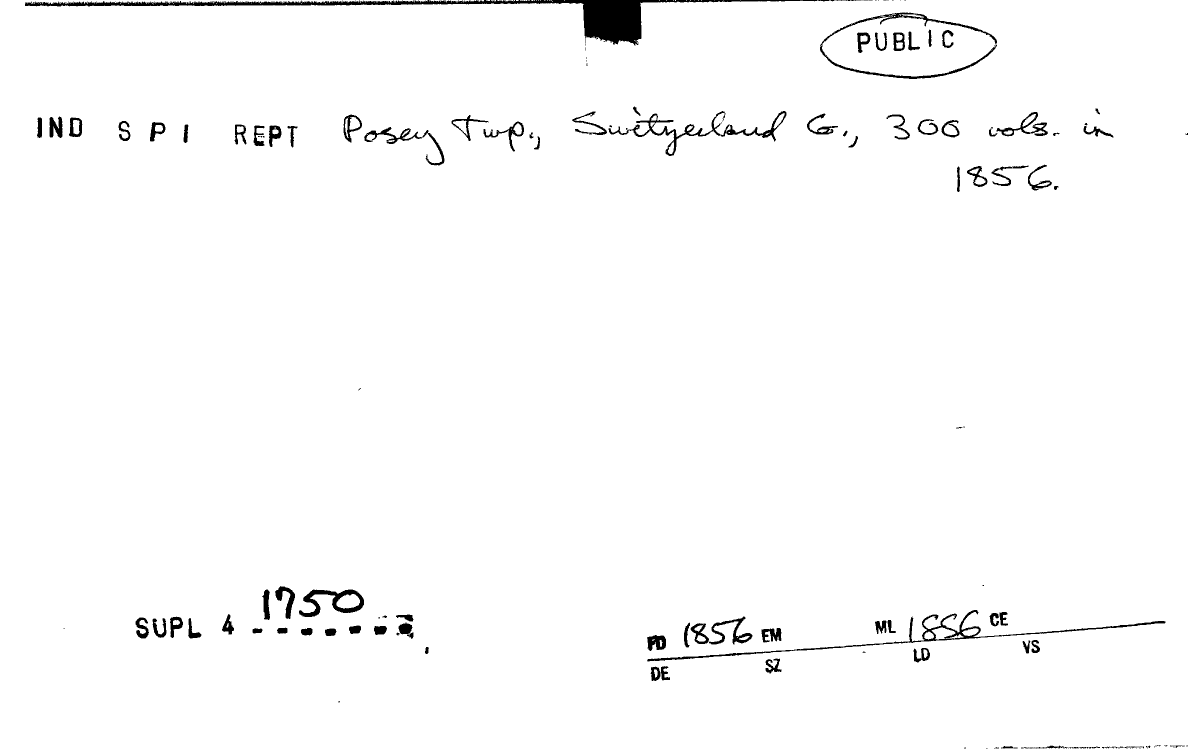 PUBLIC
IND S P I REPT Posey Twp., Switzerland Co., 300 vols. in
1856.
1750
SUPL 4
FD 1856 EM ML 1856 CE
DE SZ LD VS